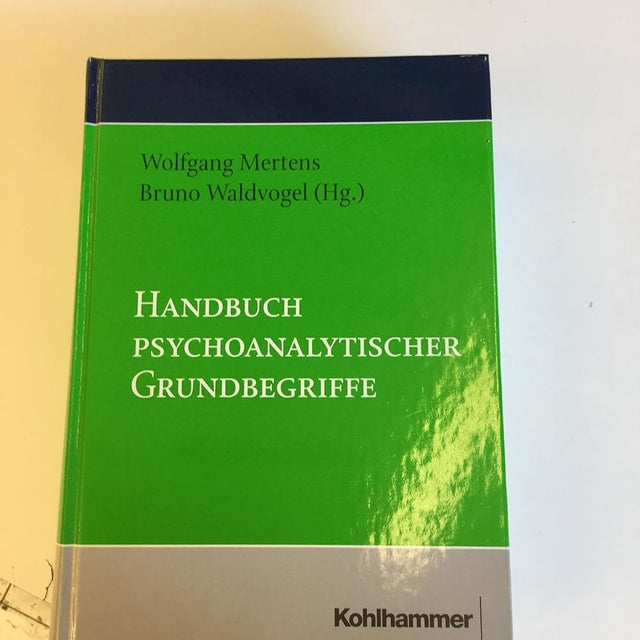 Wolfgang Mertens
Bruno Waldvogel (Hg.)
HANDBUCH
PSYCHOANALYTISCHER
GRUNDBEGRIFFE
Kohlhammer